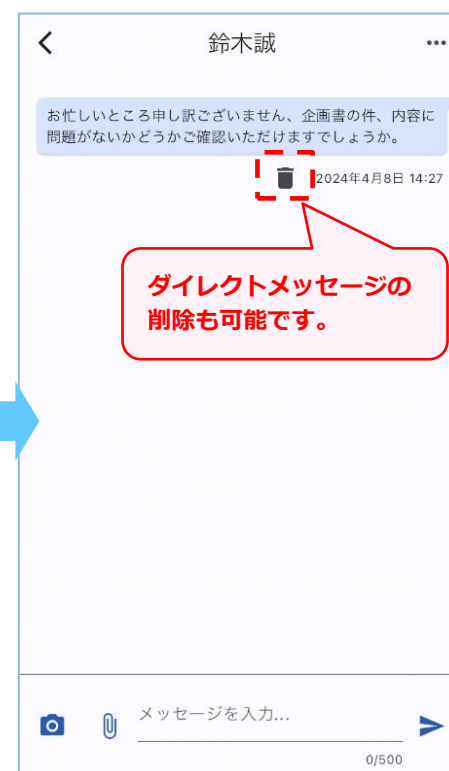 鈴木誠
お忙しいところ申し訳ございません、企画書の件、内容に
問題がないかどうかご確認いただけますでしょうか。
2024年4月8日 14:27
ダイレクトメッセージの
削除も可能です。
メッセージを入力...
0/500